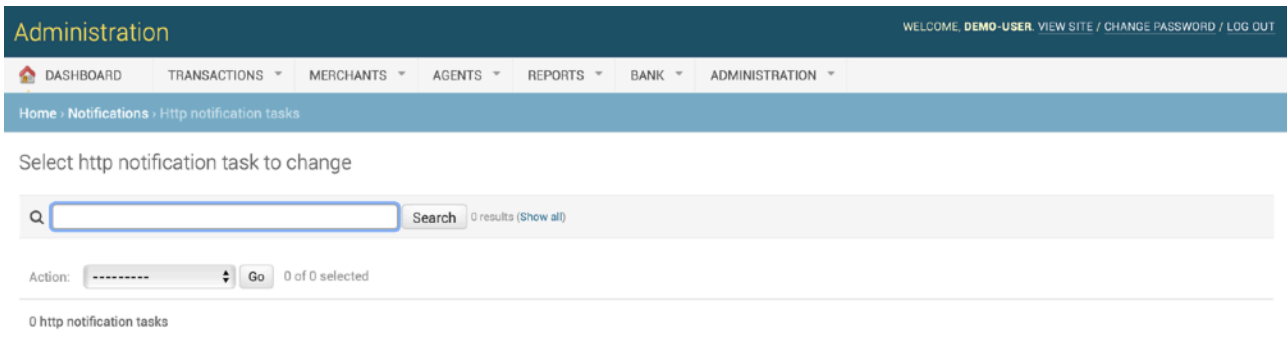 Administration
WELCOME, DEMO-USER. VIEW SITE / CHANGE PASSWORD / LOG OUT
DASHBOARD TRANSACTIONS MERCHANTS AGENTS REPORTS BANK ADMINISTRATION
Home › Notifications › Http notification tasks
Select http notification task to change
Search 0 results (Show all)
Action: --------- Go 0 of 0 selected
0 http notification tasks